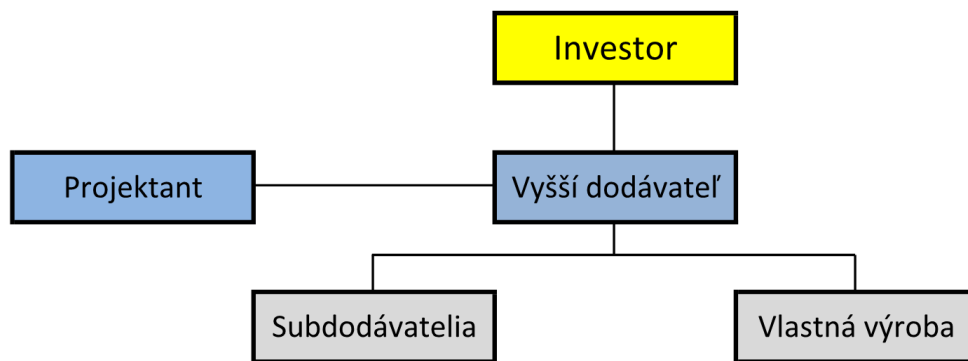 Investor
Projektant
Vyšší dodávateľ
Subdodávatelia
Vlastná výroba